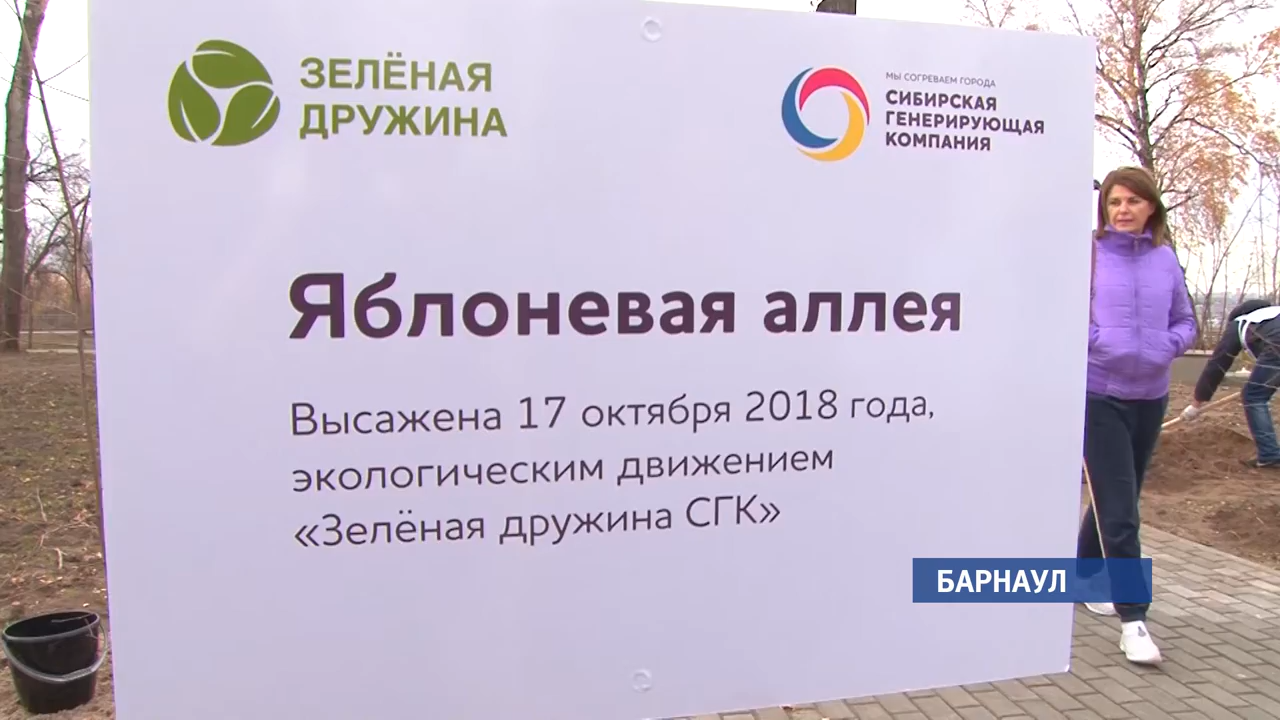 ЗЕЛЁНАЯ
ДРУЖИНА
МЫ СОГРЕВАЕМ ГОРОДА
СИБИРСКАЯ
ГЕНЕРИРУЮЩАЯ
КОМПАНИЯ
Яблоневая аллея
Высажена 17 октября 2018 года,
экологическим движением
«Зелёная дружина СГК»
БАРНАУЛ